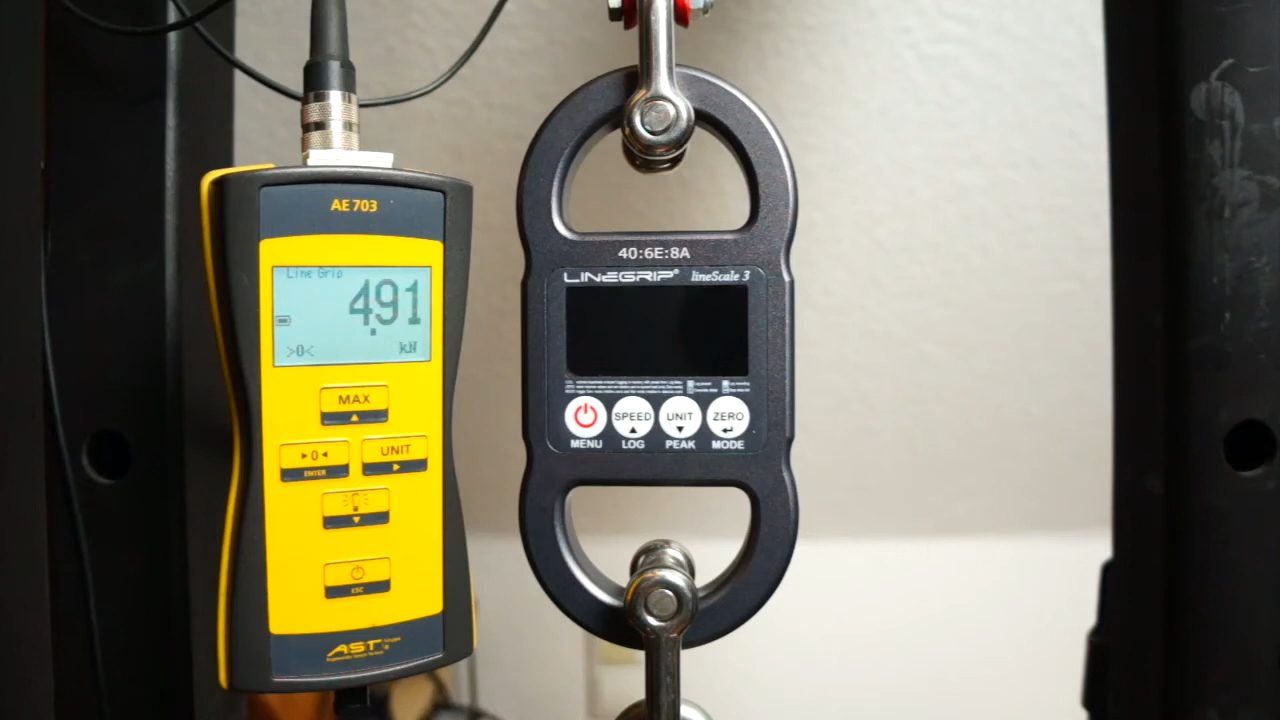 AE 703
Line Grip
4.91
>0< kN
MAX
►0◄
ENTER
UNIT
ESC
AST
40:6E:8A
LINEGRIP® lineScale 3
SPEED
UNIT
ZERO
MENU
LOG
PEAK
MODE